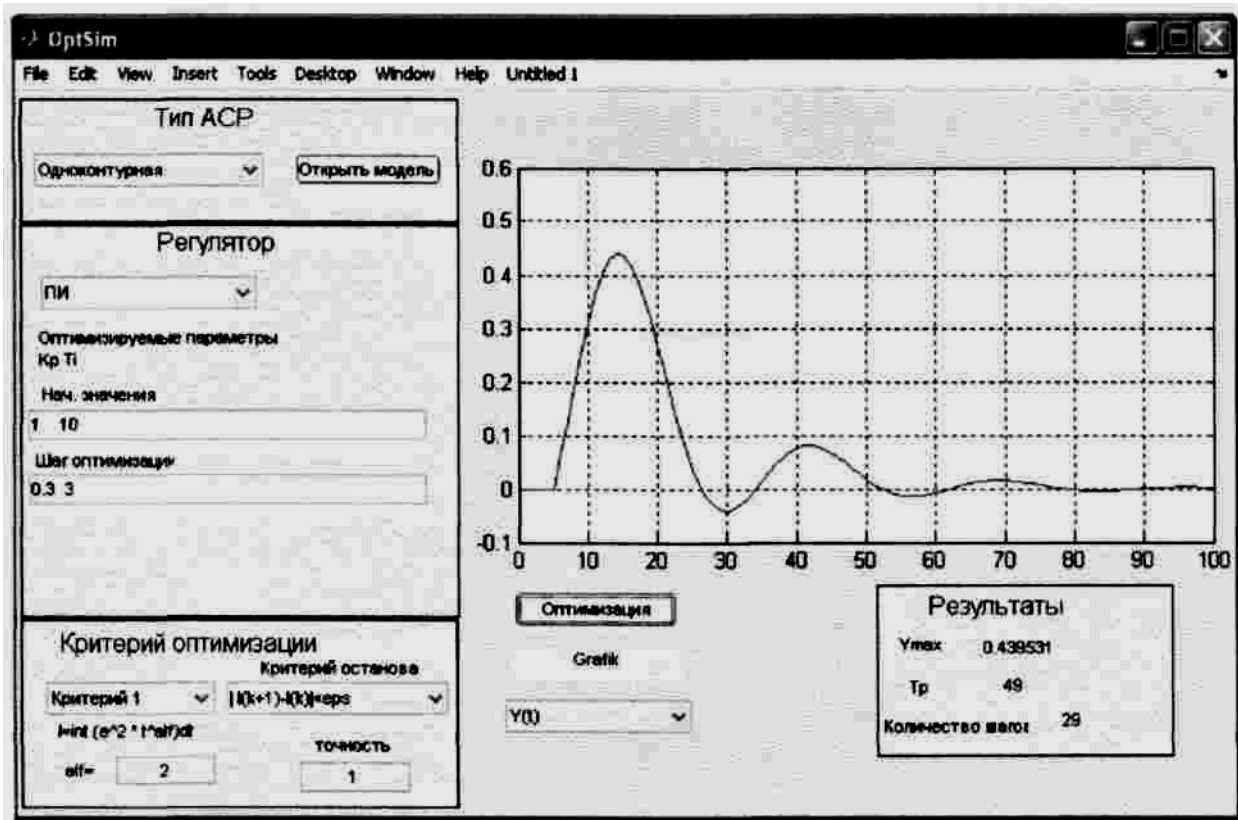 OptSim
File Edit View Insert Tools Desktop Window Help Untitled 1
Тип АСР
Одноконтурная
Открыть модель
Регулятор
ПИ
Оптимизируемые параметры
Kp Ti
Нач. значения
1 10
Шаг оптимизации
0.3 3
Критерий оптимизации
Критерий останова
Критерий 1
| I(k+1)-I(k)|<eps
I=int (e^2 * t^alf)dt
точность
alf=
2
1
0.6
0.5
0.4
0.3
0.2
0.1
0
-0.1
0 10 20 30 40 50 60 70 80 90 100
Оптимизация
Grafik
Y(t)
Результаты
Ymax 0.439531
Tp 49
Количество шагов 29